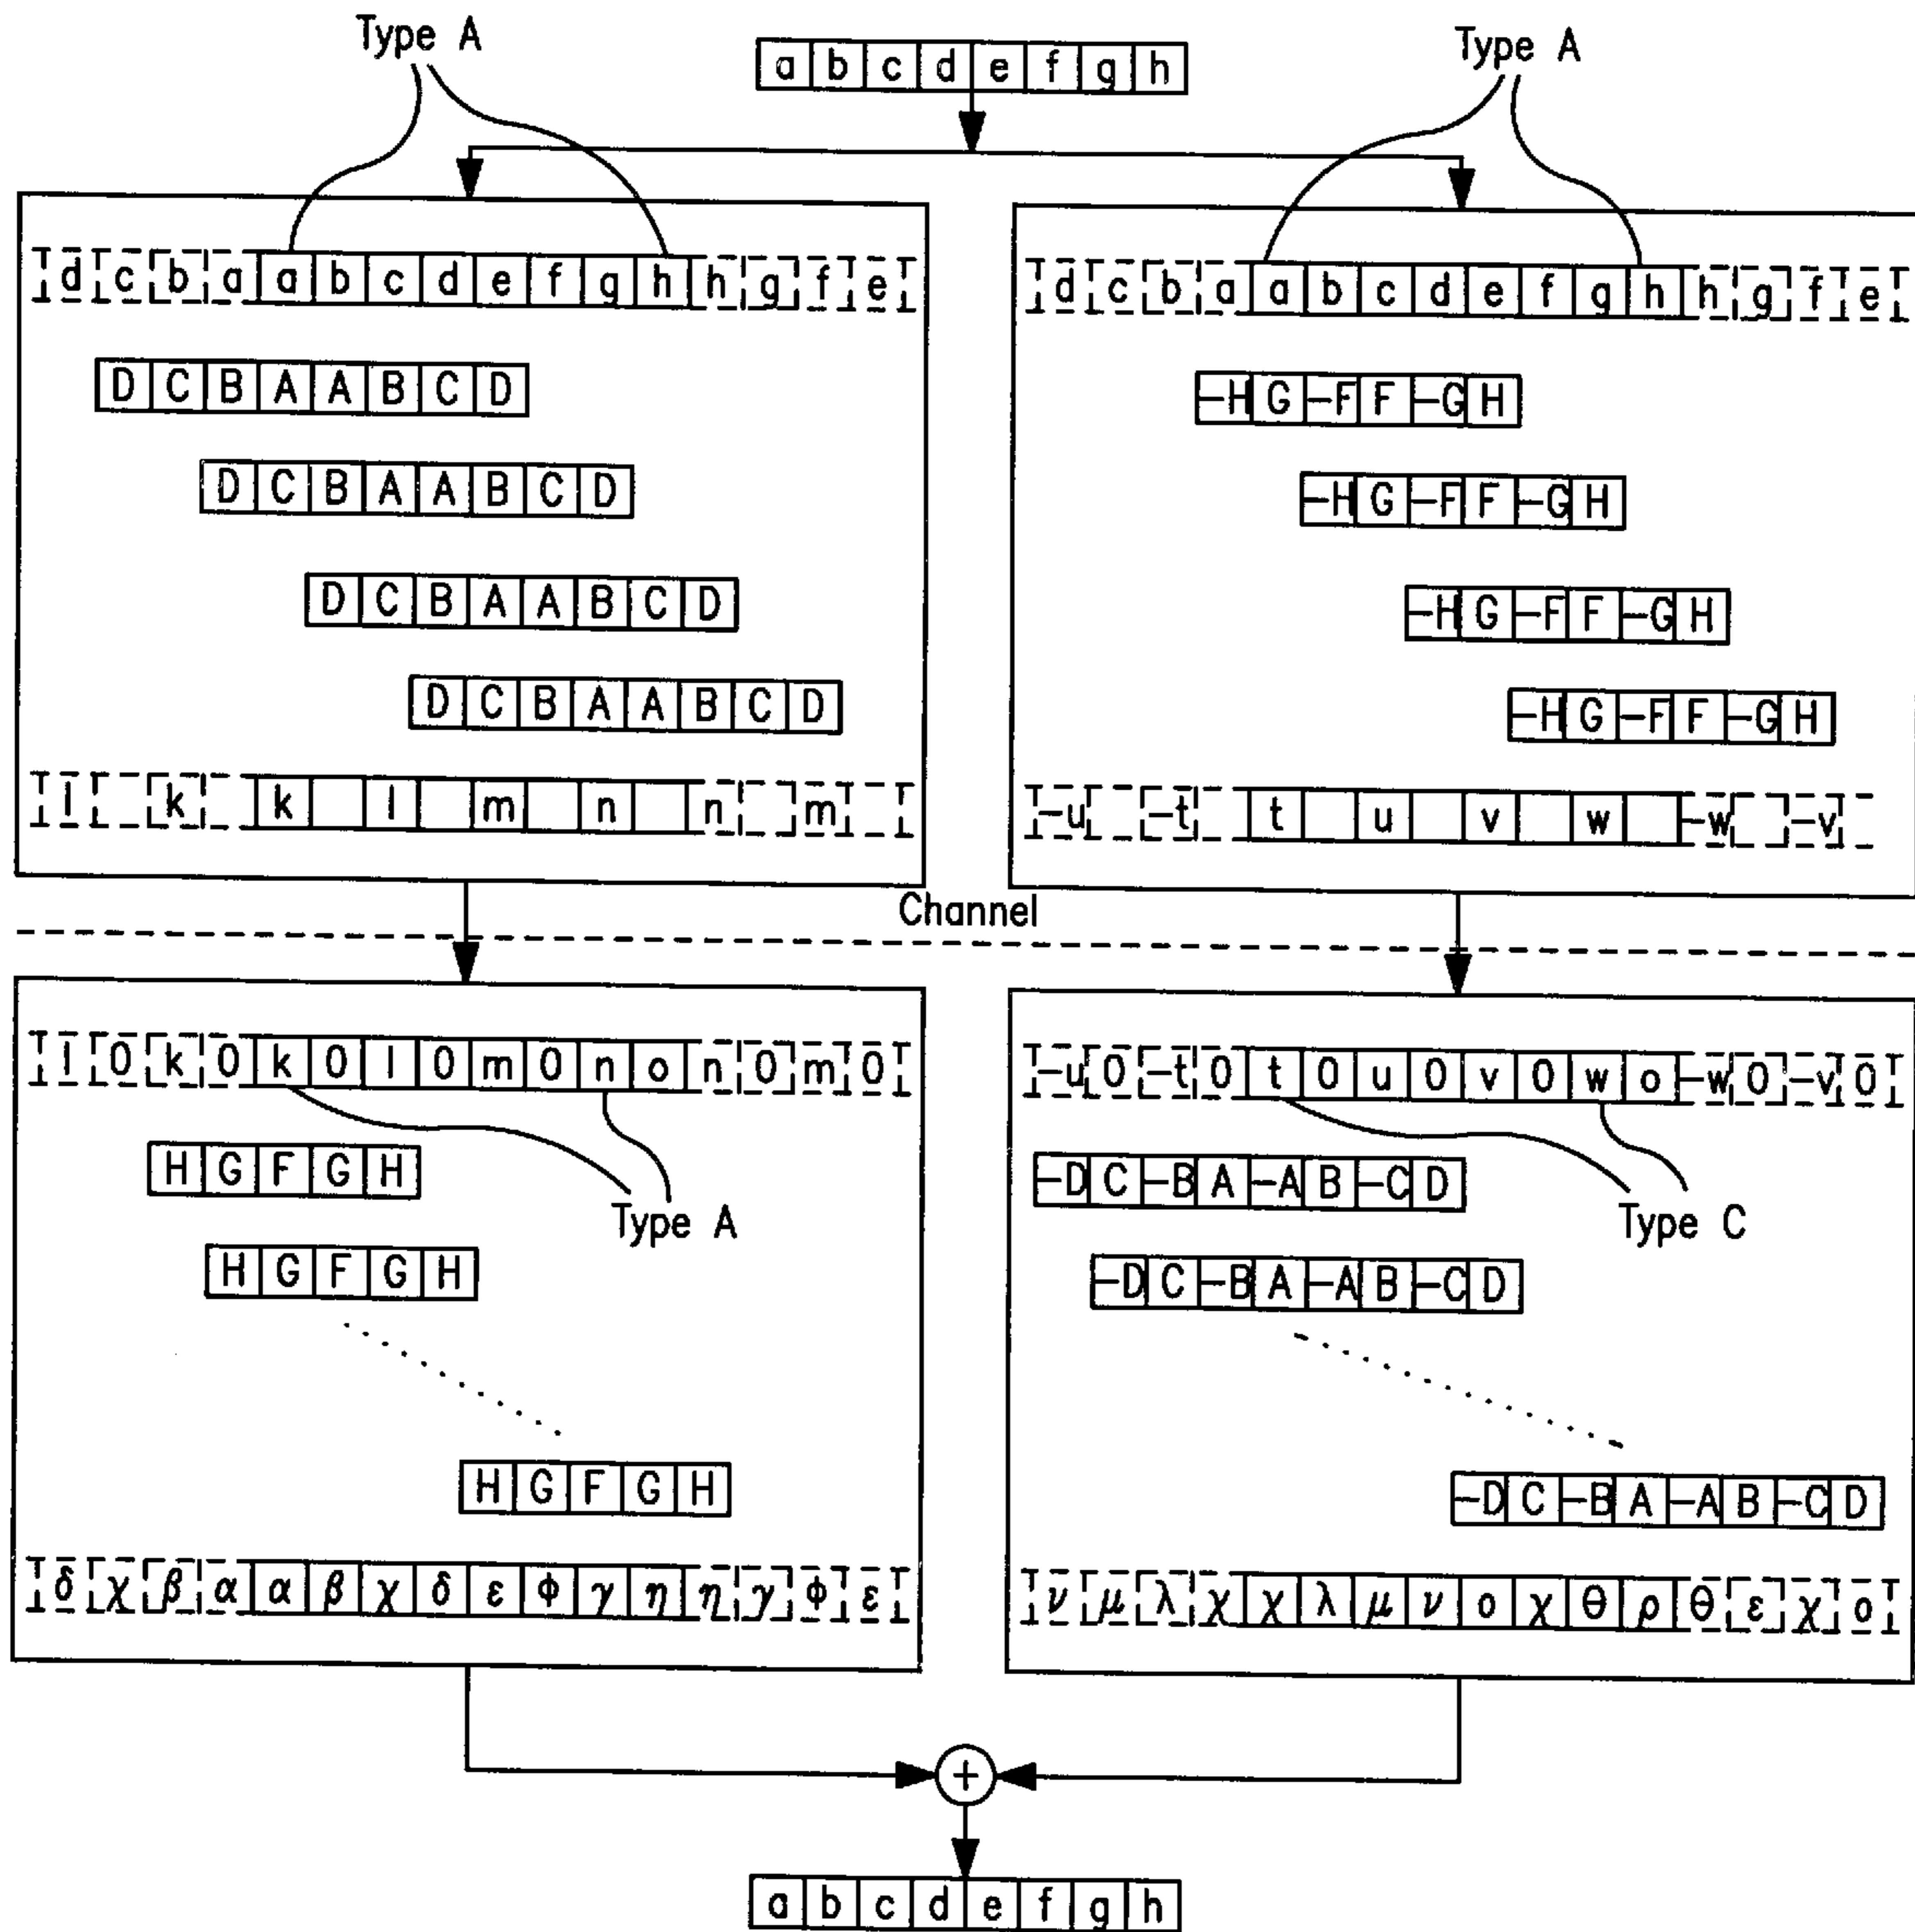 Type A
a b c d e f g h
Type A
d c b a a b c d e f g h h g f e
D C B A A B C D
D C B A A B C D
D C B A A B C D
D C B A A B C D
l k k l m n n m
d c b a a b c d e f g h h g f e
-H G -F F -G H
-H G -F F -G H
-H G -F F -G H
-H G -F F -G H
-u -t t u v w -w -v
Channel
l 0 k 0 k 0 l 0 m 0 n o n 0 m 0
H G F G H
Type A
H G F G H
H G F G H
δ χ β α α β χ δ ε φ γ η η γ φ ε
-u 0 -t 0 t 0 u 0 v 0 w o -w 0 -v 0
-D C -B A -A B -C D
Type C
-D C -B A -A B -C D
-D C -B A -A B -C D
ν μ λ χ χ λ μ ν o χ θ ρ θ ε χ o
+
a b c d e f g h